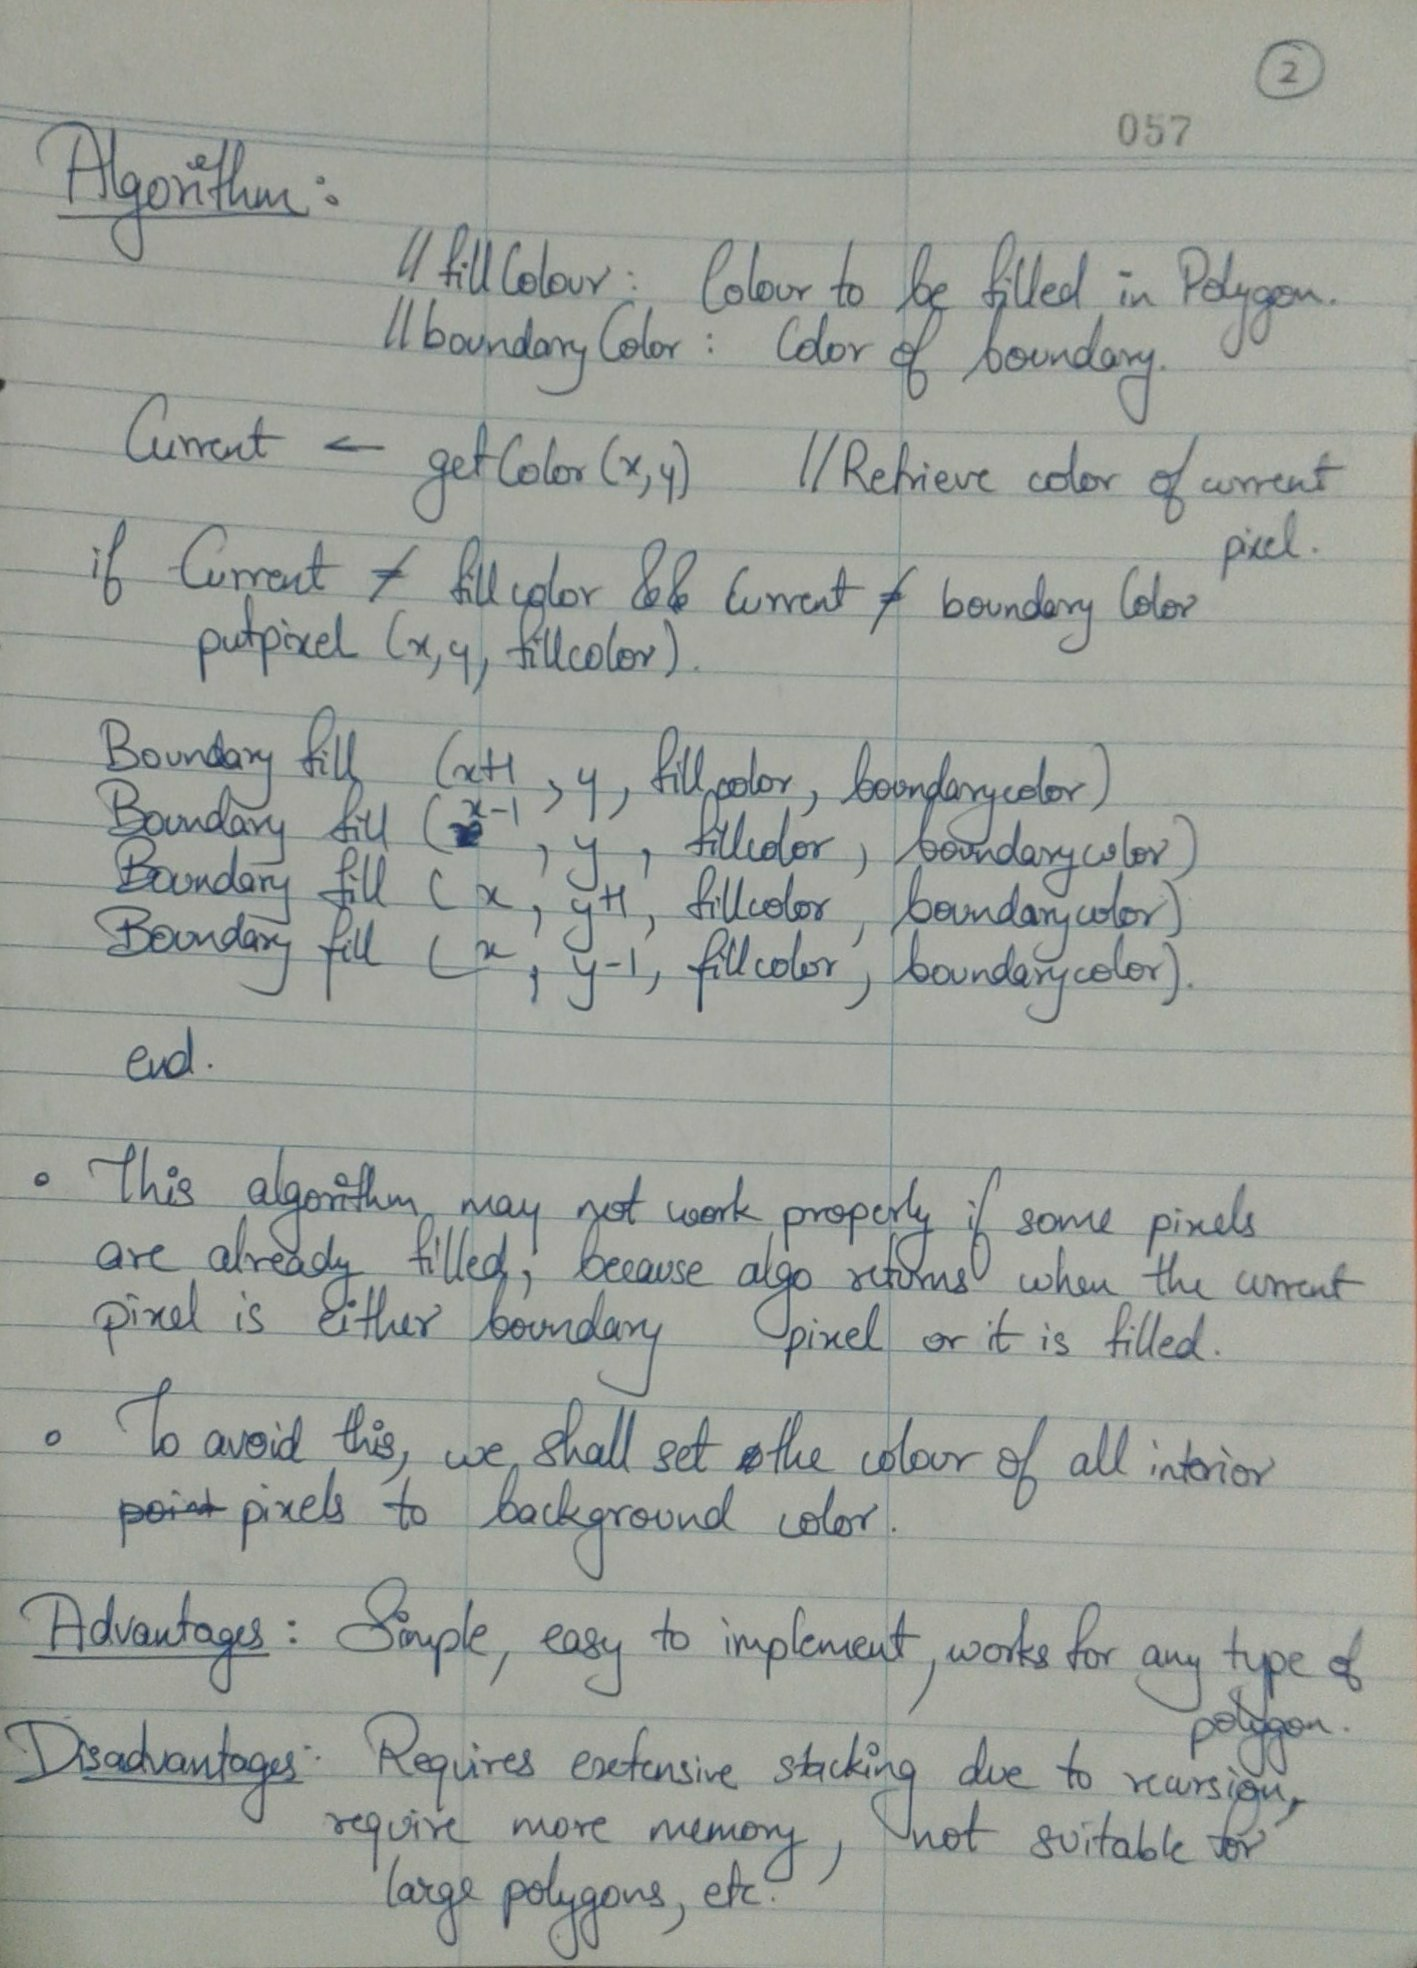 2
057
Algorithm:
//fillColour: Colour to be filled in Polygon.
//boundaryColor: Color of boundary.
Current ← getColor(x,y) //Retrieve color of current
pixel.
if Current ≠ fillcolor && Current ≠ boundary Color
putpixel (x,y, fillcolor).
Boundary fill (x+1, y, fillcolor, boundarycolor)
Boundary fill (x-1, y, fillcolor, boundarycolor)
Boundary fill (x, y+1, fillcolor, boundarycolor)
Boundary fill (x, y-1, fillcolor, boundarycolor).
end.
• This algorithm may not work properly if some pixels
are already filled, because algo returns when the current
pixel is either boundary pixel or it is filled.
• To avoid this, we shall set the colour of all interior
point pixels to background color.
Advantages: Simple, easy to implement, works for any type of
polygon.
Disadvantages: Requires extensive stacking due to recursion,
require more memory, not suitable for
large polygons, etc.